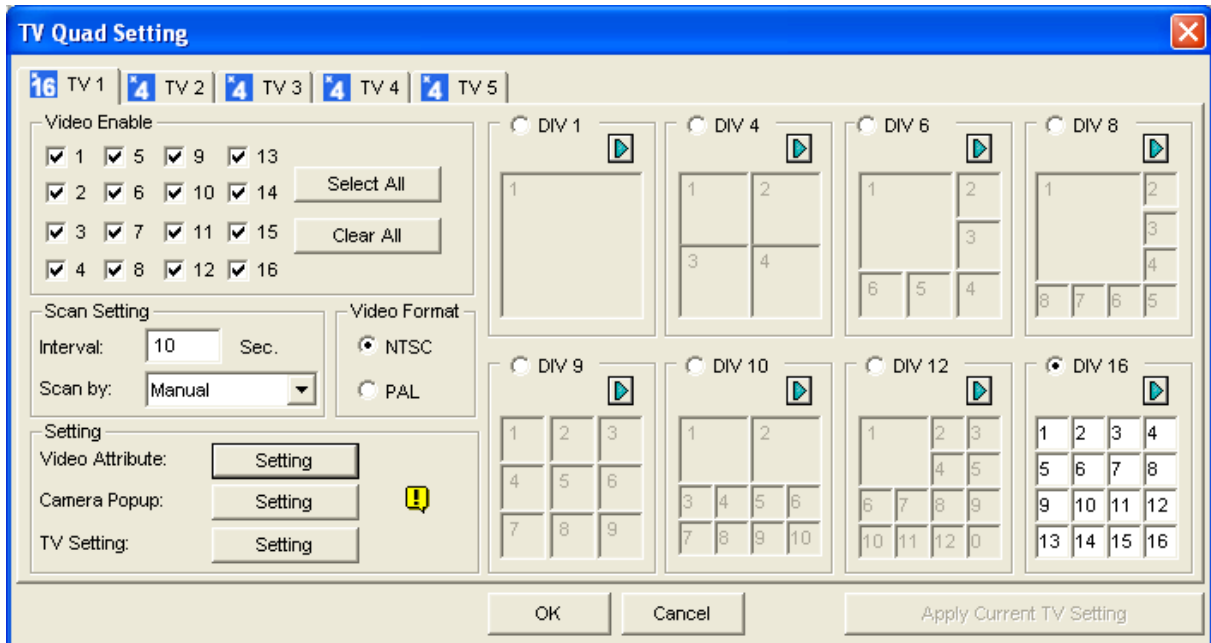 TV Quad Setting
x16 TV 1 x4 TV 2 x4 TV 3 x4 TV 4 x4 TV 5
Video Enable
1 5 9 13
2 6 10 14
3 7 11 15
4 8 12 16
Select All
Clear All
Scan Setting
Interval: 10 Sec.
Scan by: Manual
Video Format
NTSC
PAL
Setting
Video Attribute: Setting
Camera Popup: Setting
TV Setting: Setting
DIV 1
1
DIV 4
1 2
3 4
DIV 6
1 2
3
6 5 4
DIV 8
1 2
3
4
8 7 6 5
DIV 9
1 2 3
4 5 6
7 8 9
DIV 10
1 2
3 4 5 6
7 8 9 10
DIV 12
1 2 3
4 5
6 7 8 9
10 11 12 0
DIV 16
1 2 3 4
5 6 7 8
9 10 11 12
13 14 15 16
OK Cancel Apply Current TV Setting